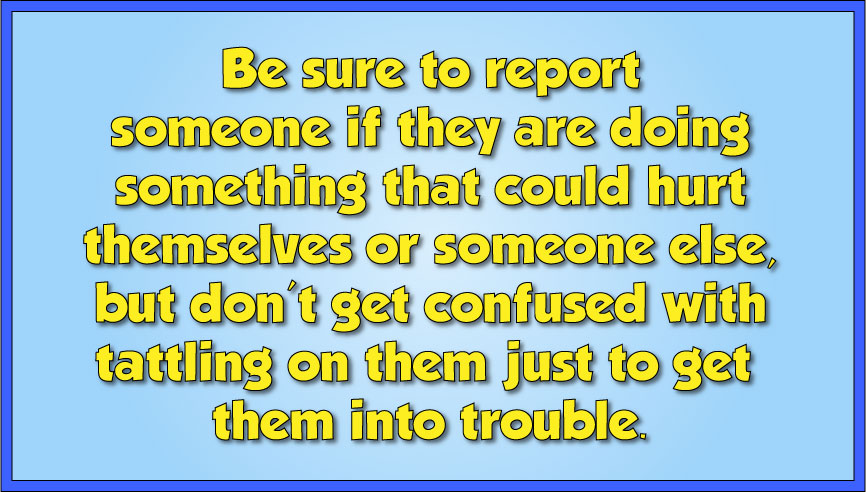 Be sure to report
someone if they are doing
something that could hurt
themselves or someone else,
but don't get confused with
tattling on them just to get
them into trouble.